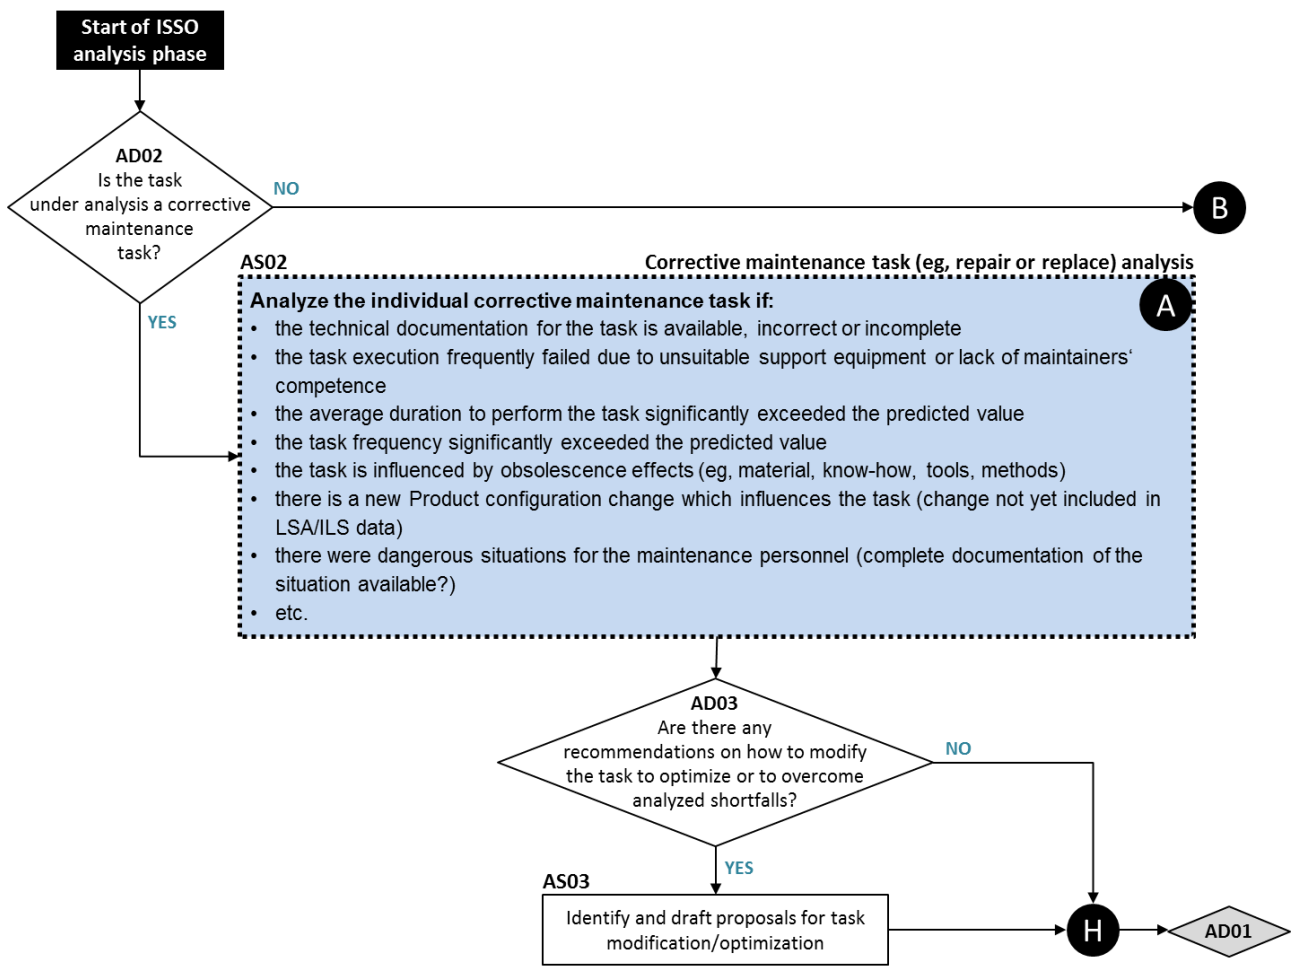 Start of ISSO
analysis phase
AD02
Is the task
under analysis a corrective
maintenance
task?
NO
B
YES
AS02
Corrective maintenance task (eg, repair or replace) analysis
A
Analyze the individual corrective maintenance task if:
• the technical documentation for the task is available, incorrect or incomplete
• the task execution frequently failed due to unsuitable support equipment or lack of maintainers‘
competence
• the average duration to perform the task significantly exceeded the predicted value
• the task frequency significantly exceeded the predicted value
• the task is influenced by obsolescence effects (eg, material, know-how, tools, methods)
• there is a new Product configuration change which influences the task (change not yet included in
LSA/ILS data)
• there were dangerous situations for the maintenance personnel (complete documentation of the
situation available?)
• etc.
AD03
Are there any
recommendations on how to modify
the task to optimize or to overcome
analyzed shortfalls?
NO
YES
AS03
Identify and draft proposals for task
modification/optimization
H
AD01